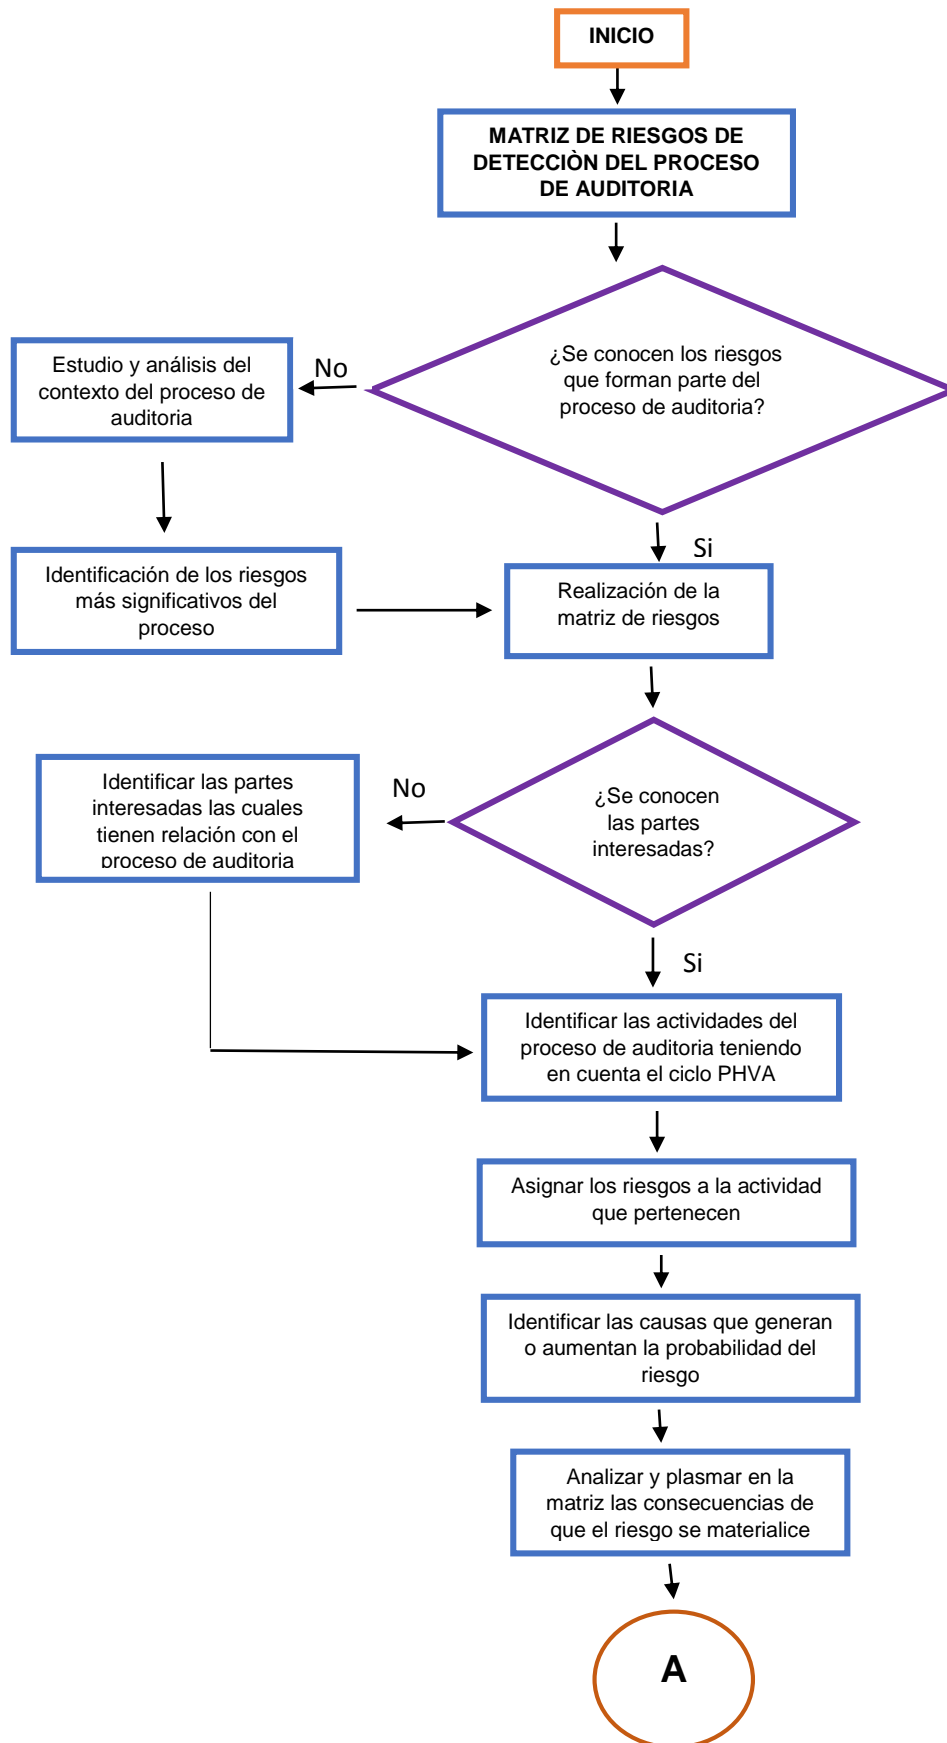 INICIO
MATRIZ DE RIESGOS DE
DETECCIÒN DEL PROCESO
DE AUDITORIA
¿Se conocen los riesgos
que forman parte del
proceso de auditoria?
No
Estudio y análisis del
contexto del proceso de
auditoria
Si
Identificación de los riesgos
más significativos del
proceso
Realización de la
matriz de riesgos
¿Se conocen
las partes
interesadas?
No
Identificar las partes
interesadas las cuales
tienen relación con el
proceso de auditoria
Si
Identificar las actividades del
proceso de auditoria teniendo
en cuenta el ciclo PHVA
Asignar los riesgos a la actividad
que pertenecen
Identificar las causas que generan
o aumentan la probabilidad del
riesgo
Analizar y plasmar en la
matriz las consecuencias de
que el riesgo se materialice
A